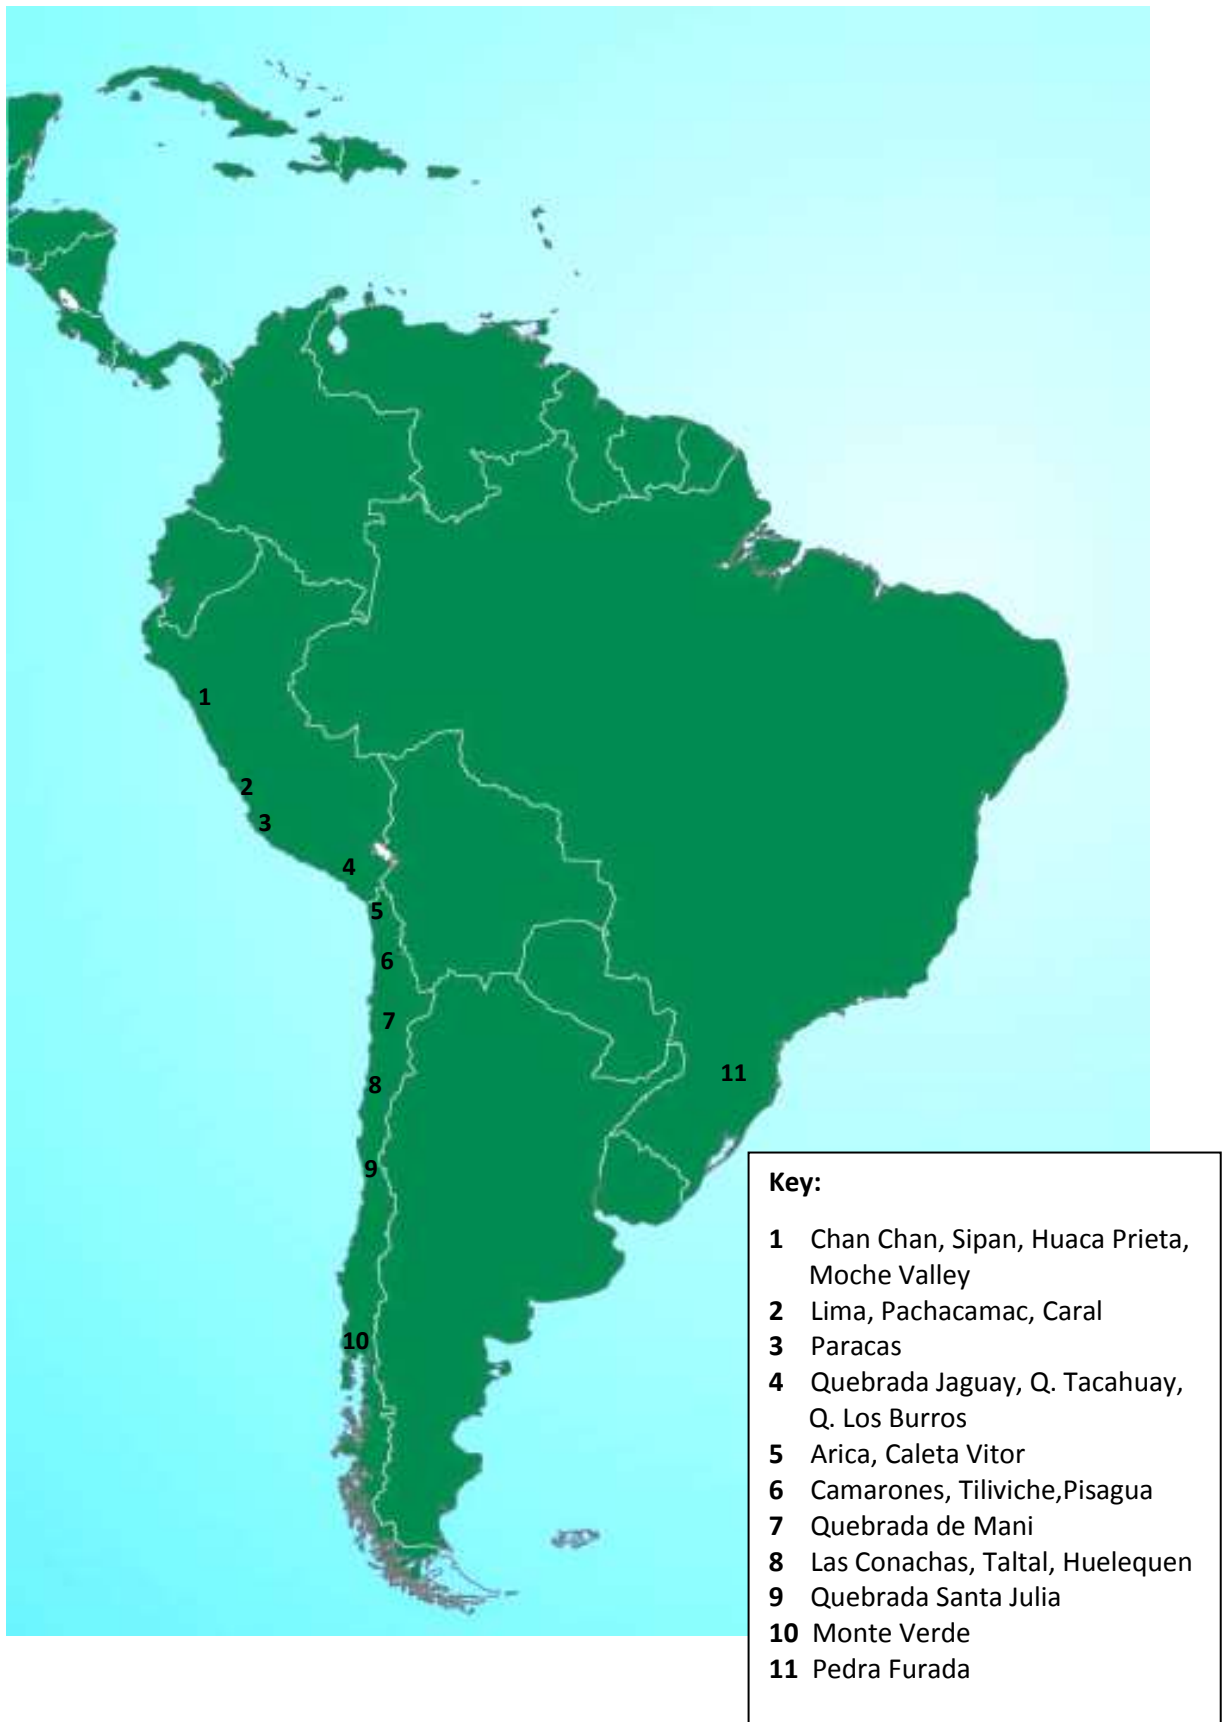 1
2
3
4
5
6
7
8
11
9
10
Key:
1 Chan Chan, Sipan, Huaca Prieta,
Moche Valley
2 Lima, Pachacamac, Caral
3 Paracas
4 Quebrada Jaguay, Q. Tacahuay,
Q. Los Burros
5 Arica, Caleta Vitor
6 Camarones, Tiliviche,Pisagua
7 Quebrada de Mani
8 Las Conachas, Taltal, Huelequen
9 Quebrada Santa Julia
10 Monte Verde
11 Pedra Furada